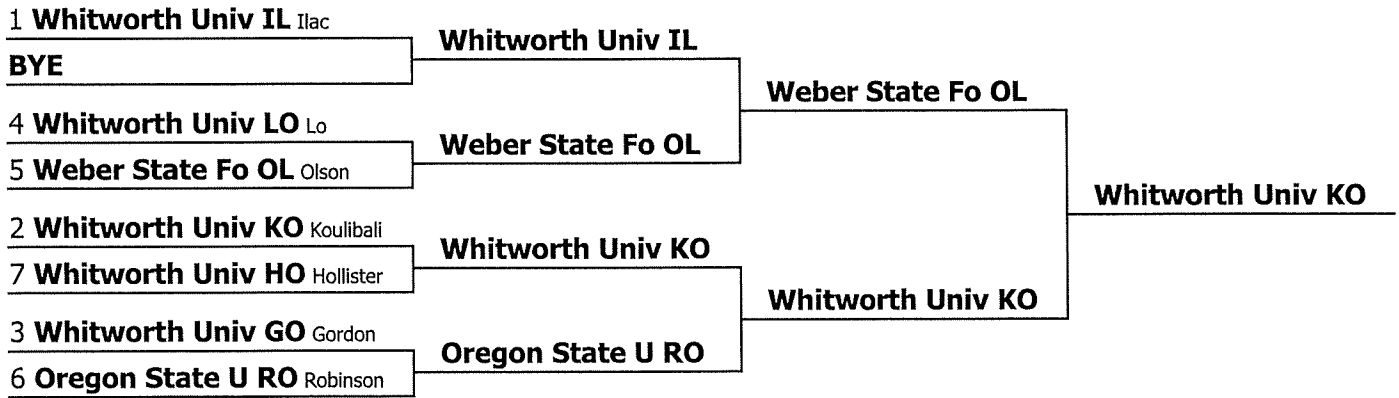 1 Whitworth Univ IL Ilac
BYE
4 Whitworth Univ LO Lo
5 Weber State Fo OL Olson
2 Whitworth Univ KO Koulibali
7 Whitworth Univ HO Hollister
3 Whitworth Univ GO Gordon
6 Oregon State U RO Robinson
Whitworth Univ IL
Weber State Fo OL
Whitworth Univ KO
Oregon State U RO
Weber State Fo OL
Whitworth Univ KO
Whitworth Univ KO